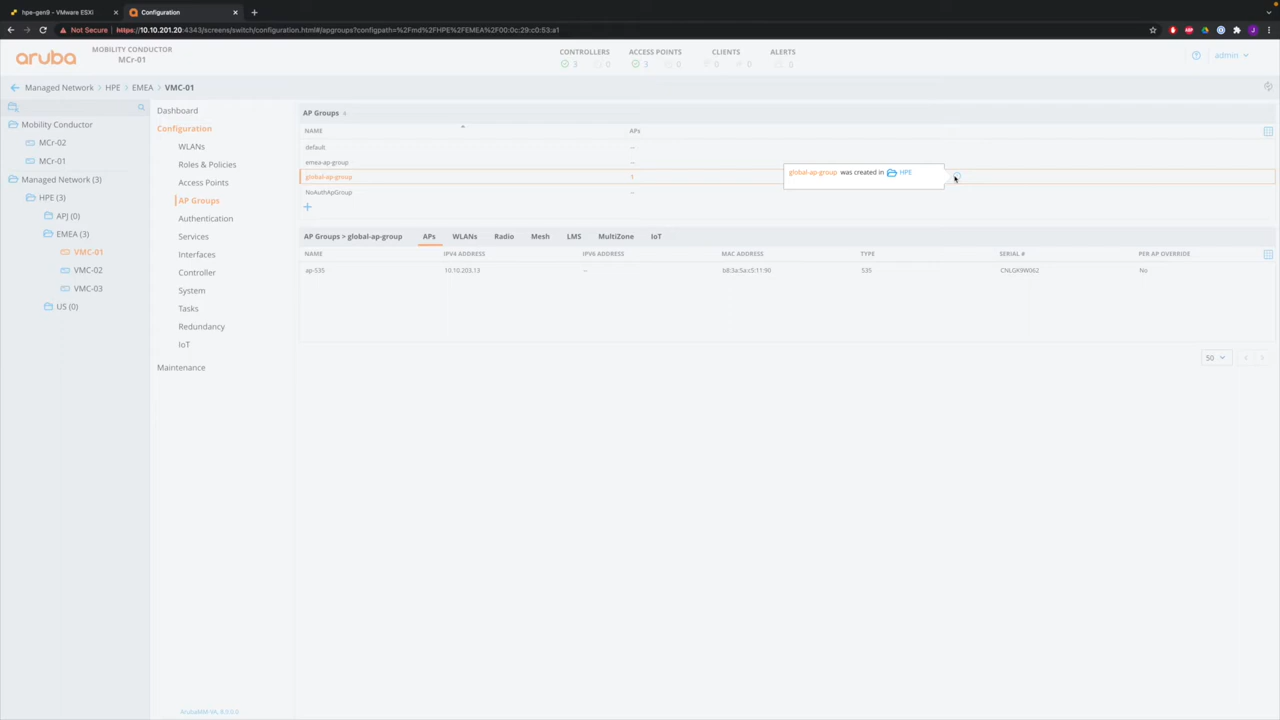 hpe-gen9 – VMware ESXi
Configuration
Not Secure
https://10.10.201.20:4343/screens/switch/configuration.html#/apgroups?configpath=%2Fmd%2FHPE%2FEMEA%2F00:0c:29:c0:53:a1
aruba
MOBILITY CONDUCTOR
MCr-01
CONTROLLERS
3
0
ACCESS POINTS
3
0
CLIENTS
0
0
ALERTS
0
admin
Managed Network > HPE > EMEA > VMC-01
Mobility Conductor
MCr-02
MCr-01
Managed Network (3)
HPE (3)
APJ (0)
EMEA (3)
VMC-01
VMC-02
VMC-03
US (0)
Dashboard
Configuration
WLANs
Roles & Policies
Access Points
AP Groups
Authentication
Services
Interfaces
Controller
System
Tasks
Redundancy
IoT
Maintenance
ArubaMM-VA, 8.9.0.0
AP Groups 4
NAME APs
default --
emea-ap-group --
global-ap-group 1
NoAuthApGroup --
global-ap-group was created in HPE
AP Groups > global-ap-group APs WLANs Radio Mesh LMS MultiZone IoT
NAME IPV4 ADDRESS IPV6 ADDRESS MAC ADDRESS TYPE SERIAL # PER AP OVERRIDE
ap-535 10.10.203.13 -- b8:3a:5a:c5:11:90 535 CNLGK9W062 No
50